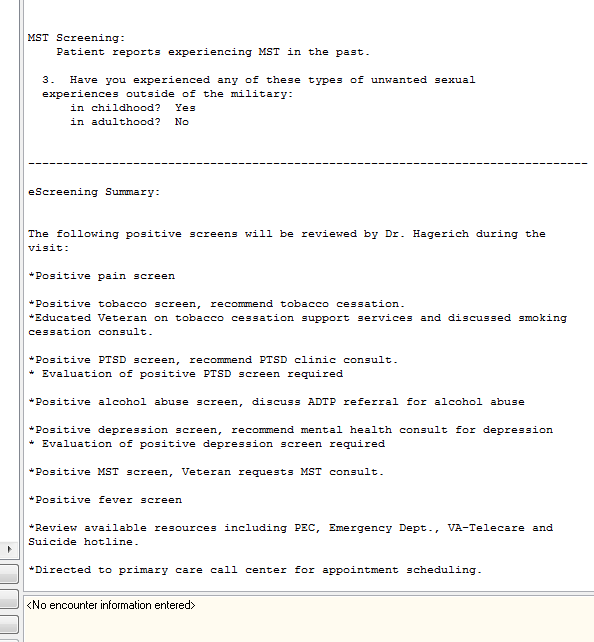 MST Screening:
Patient reports experiencing MST in the past.
3. Have you experienced any of these types of unwanted sexual
experiences outside of the military:
in childhood? Yes
in adulthood? No
--------------------------------------------------------------------------------
eScreening Summary:
The following positive screens will be reviewed by Dr. Hagerich during the
visit:
*Positive pain screen
*Positive tobacco screen, recommend tobacco cessation.
*Educated Veteran on tobacco cessation support services and discussed smoking
cessation consult.
*Positive PTSD screen, recommend PTSD clinic consult.
* Evaluation of positive PTSD screen required
*Positive alcohol abuse screen, discuss ADTP referral for alcohol abuse
*Positive depression screen, recommend mental health consult for depression
* Evaluation of positive depression screen required
*Positive MST screen, Veteran requests MST consult.
*Positive fever screen
*Review available resources including PEC, Emergency Dept., VA-Telecare and
Suicide hotline.
*Directed to primary care call center for appointment scheduling.
<No encounter information entered>